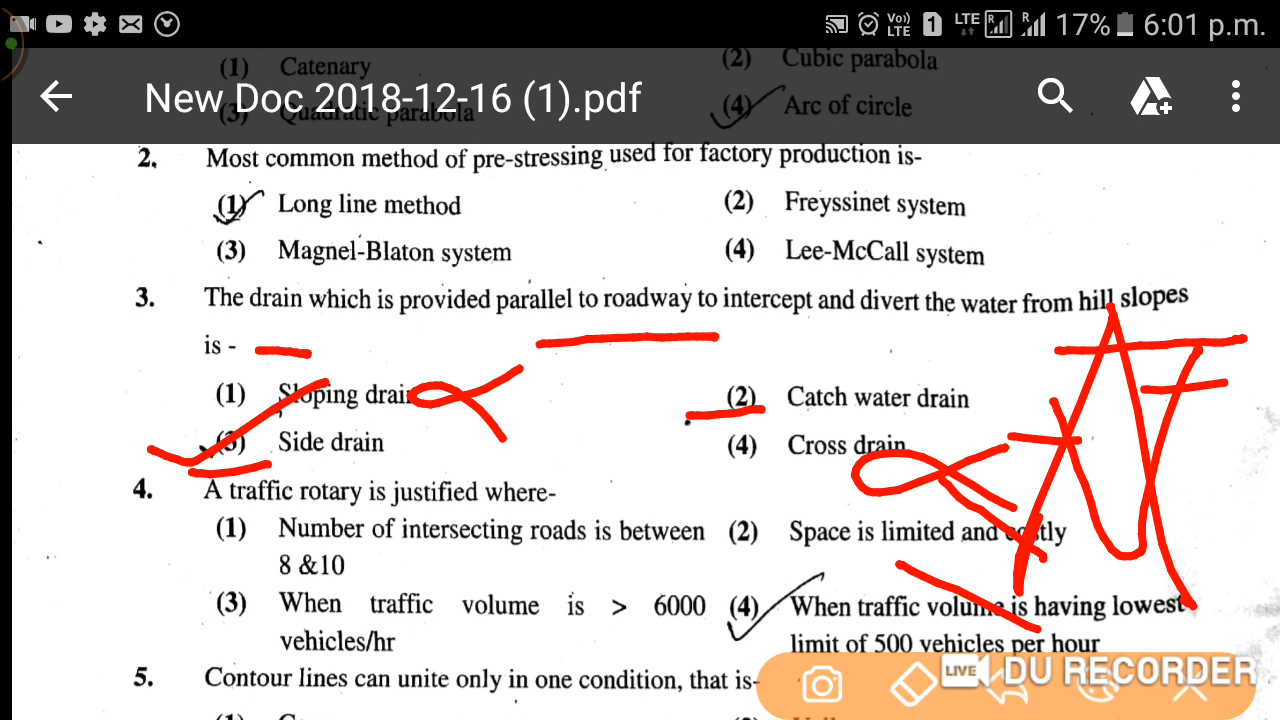 Vo)) LTE 1 LTE R R 17% 6:01 p.m.
(1) Catenary (2) Cubic parabola
New Doc 2018-12-16 (1).pdf
(3) Quadratic parabola (4) Arc of circle
2. Most common method of pre-stressing used for factory production is-
(1) Long line method (2) Freyssinet system
(3) Magnel-Blaton system (4) Lee-McCall system
3. The drain which is provided parallel to roadway to intercept and divert the water from hill slopes
is -
(1) Sloping drain (2) Catch water drain
(3) Side drain (4) Cross drain
4. A traffic rotary is justified where-
(1) Number of intersecting roads is between (2) Space is limited and costly
8 &10
(3) When traffic volume is > 6000 (4) When traffic volume is having lowest
vehicles/hr limit of 500 vehicles per hour
5. Contour lines can unite only in one condition, that is-
LIVE DU RECORDER